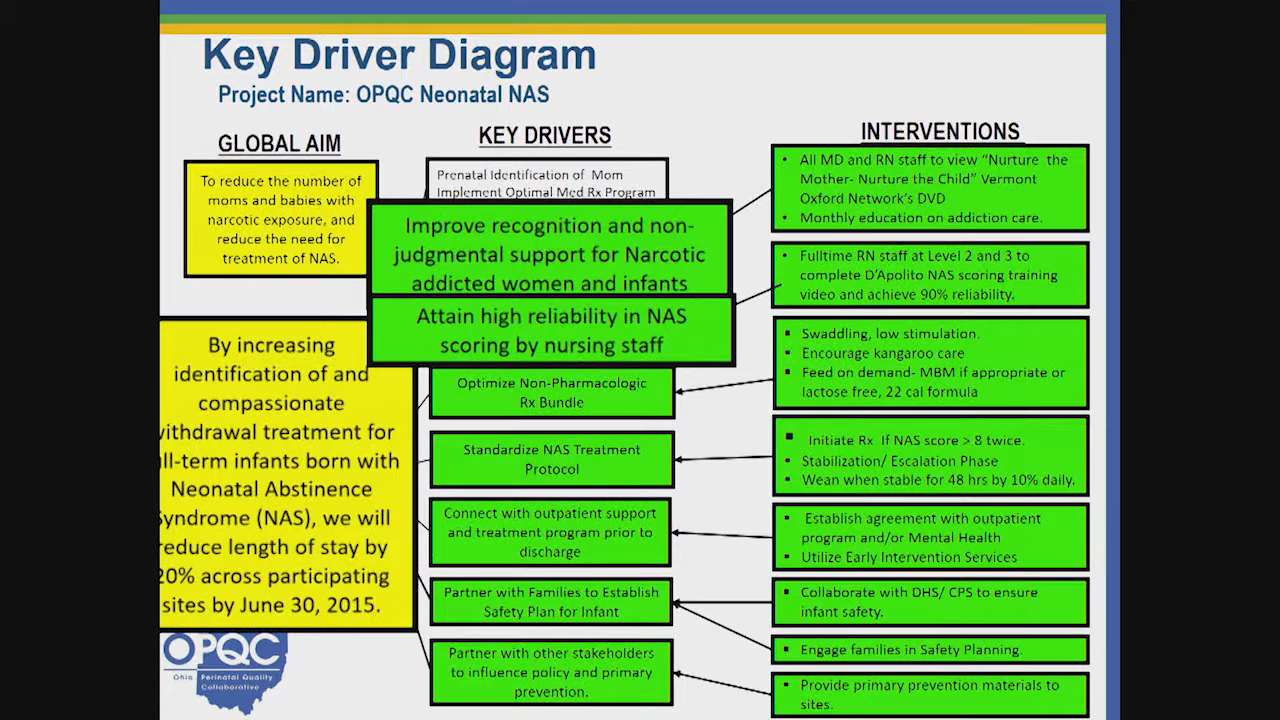 Key Driver Diagram
Project Name: OPQC Neonatal NAS
GLOBAL AIM
To reduce the number of
moms and babies with
narcotic exposure, and
reduce the need for
treatment of NAS.
By increasing
identification of and
compassionate
withdrawal treatment for
full-term infants born with
Neonatal Abstinence
Syndrome (NAS), we will
reduce length of stay by
20% across participating
sites by June 30, 2015.
KEY DRIVERS
Prenatal Identification of Mom
Implement Optimal Med Rx Program
Improve recognition and non-
judgmental support for Narcotic
addicted women and infants
Attain high reliability in NAS
scoring by nursing staff
Optimize Non-Pharmacologic
Rx Bundle
Standardize NAS Treatment
Protocol
Connect with outpatient support
and treatment program prior to
discharge
Partner with Families to Establish
Safety Plan for Infant
Partner with other stakeholders
to influence policy and primary
prevention.
INTERVENTIONS
• All MD and RN staff to view “Nurture the
Mother- Nurture the Child” Vermont
Oxford Network’s DVD
• Monthly education on addiction care.
• Fulltime RN staff at Level 2 and 3 to
complete D’Apolito NAS scoring training
video and achieve 90% reliability.
▪ Swaddling, low stimulation.
▪ Encourage kangaroo care
▪ Feed on demand- MBM if appropriate or
lactose free, 22 cal formula
▪ Initiate Rx If NAS score > 8 twice.
▪ Stabilization/ Escalation Phase
▪ Wean when stable for 48 hrs by 10% daily.
▪ Establish agreement with outpatient
program and/or Mental Health
▪ Utilize Early Intervention Services
▪ Collaborate with DHS/ CPS to ensure
infant safety.
▪ Engage families in Safety Planning.
▪ Provide primary prevention materials to
sites.
OPQC
Ohio Perinatal Quality
Collaborative